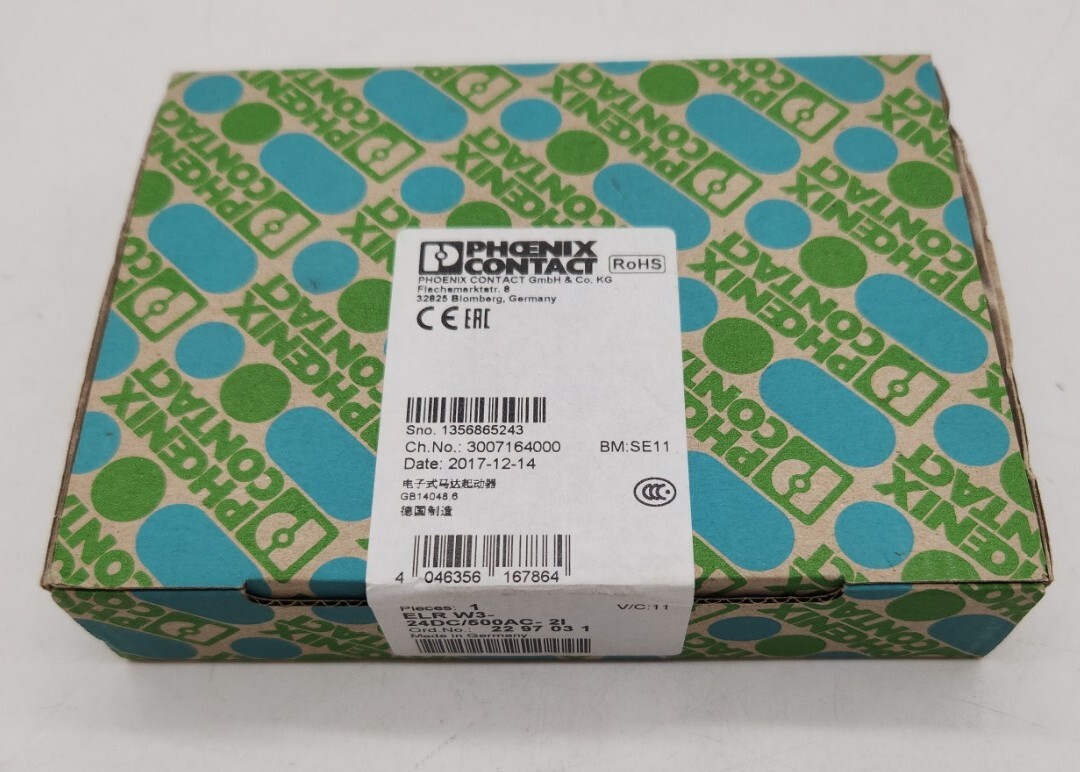 PHŒNIX
CONTACT
RoHS
PHOENIX CONTACT GmbH & Co. KG
Flachsmarktstr. 8
32825 Blomberg, Germany
CE EAC
Sno. 1356865243
Ch.No.: 3007164000 BM:SE11
Date: 2017-12-14
电子式马达起动器
GB14048.6
CCC
德国制造
4 046356 167864
Pieces: 1 V/C:11
ELR W3-
24DC/500AC- 2I
Ord.No.: 22 97 03 1
Made in Germany